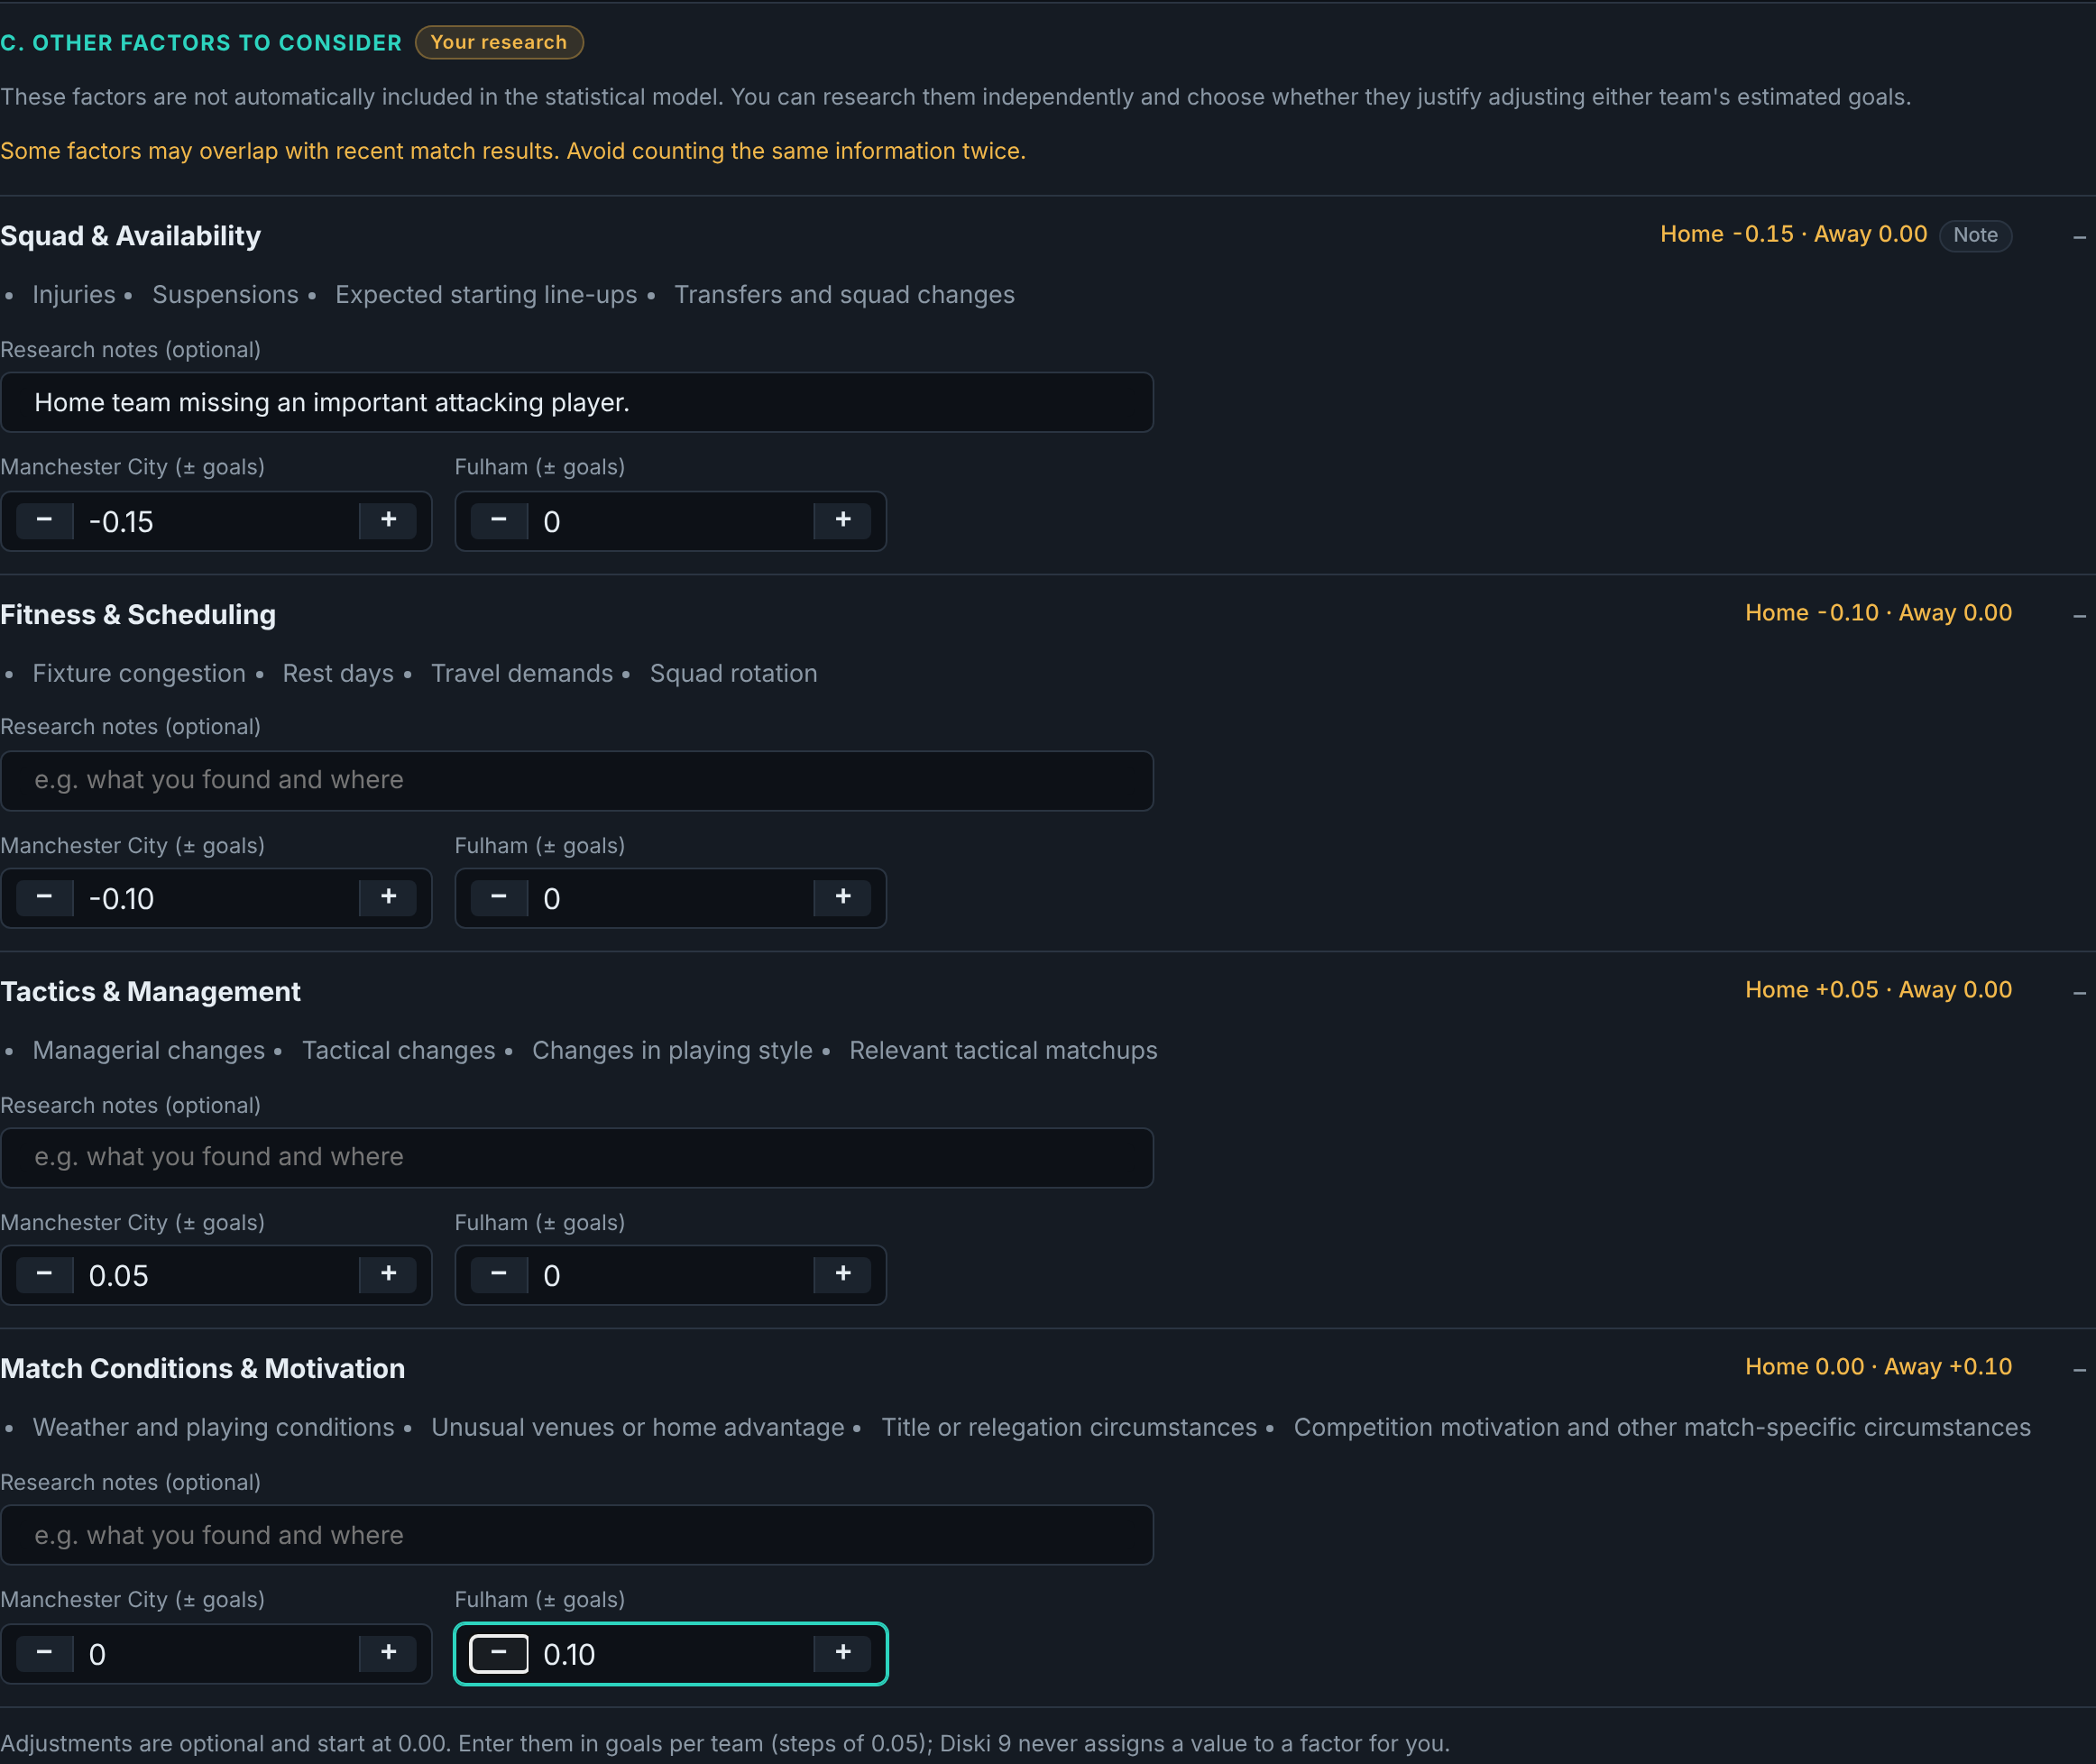 C. OTHER FACTORS TO CONSIDER Your research
These factors are not automatically included in the statistical model. You can research them independently and choose whether they justify adjusting either team's estimated goals.
Some factors may overlap with recent match results. Avoid counting the same information twice.
Squad & Availability Home -0.15 · Away 0.00 Note –
• Injuries • Suspensions • Expected starting line-ups • Transfers and squad changes
Research notes (optional)
Home team missing an important attacking player.
Manchester City (± goals) Fulham (± goals)
− -0.15 + − 0 +
Fitness & Scheduling Home -0.10 · Away 0.00 –
• Fixture congestion • Rest days • Travel demands • Squad rotation
Research notes (optional)
e.g. what you found and where
Manchester City (± goals) Fulham (± goals)
− -0.10 + − 0 +
Tactics & Management Home +0.05 · Away 0.00 –
• Managerial changes • Tactical changes • Changes in playing style • Relevant tactical matchups
Research notes (optional)
e.g. what you found and where
Manchester City (± goals) Fulham (± goals)
− 0.05 + − 0 +
Match Conditions & Motivation Home 0.00 · Away +0.10 –
• Weather and playing conditions • Unusual venues or home advantage • Title or relegation circumstances • Competition motivation and other match-specific circumstances
Research notes (optional)
e.g. what you found and where
Manchester City (± goals) Fulham (± goals)
− 0 + − 0.10 +
Adjustments are optional and start at 0.00. Enter them in goals per team (steps of 0.05); Diski 9 never assigns a value to a factor for you.